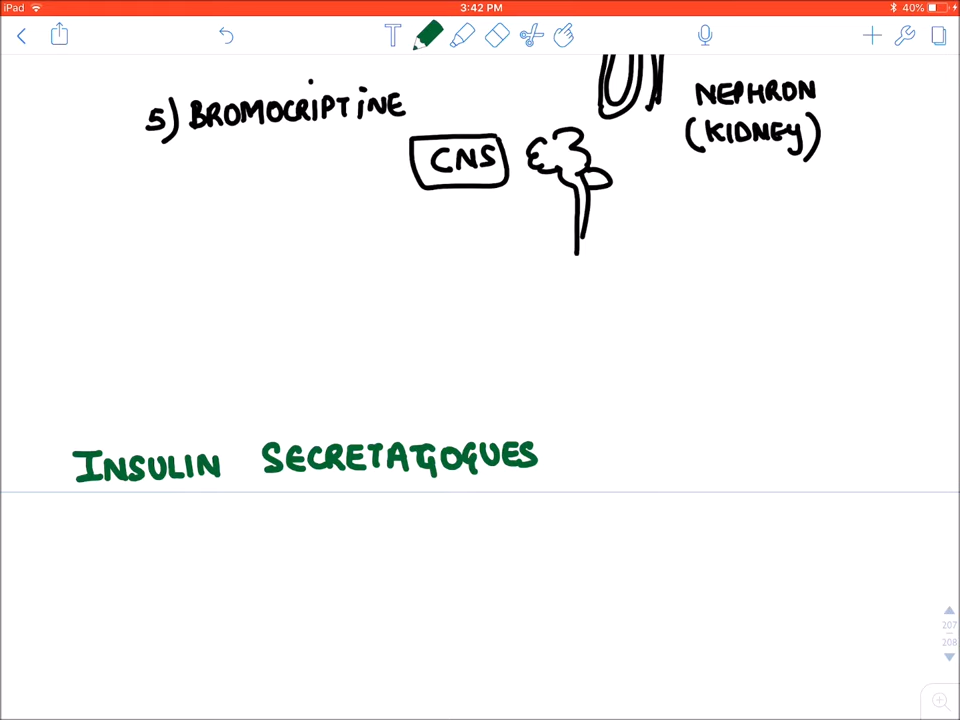 iPad 3:42 PM 40%
T
5) BROMOCRIPTINE
NEPHRON
(KIDNEY)
CNS
INSULIN SECRETAGOGUES
207
208